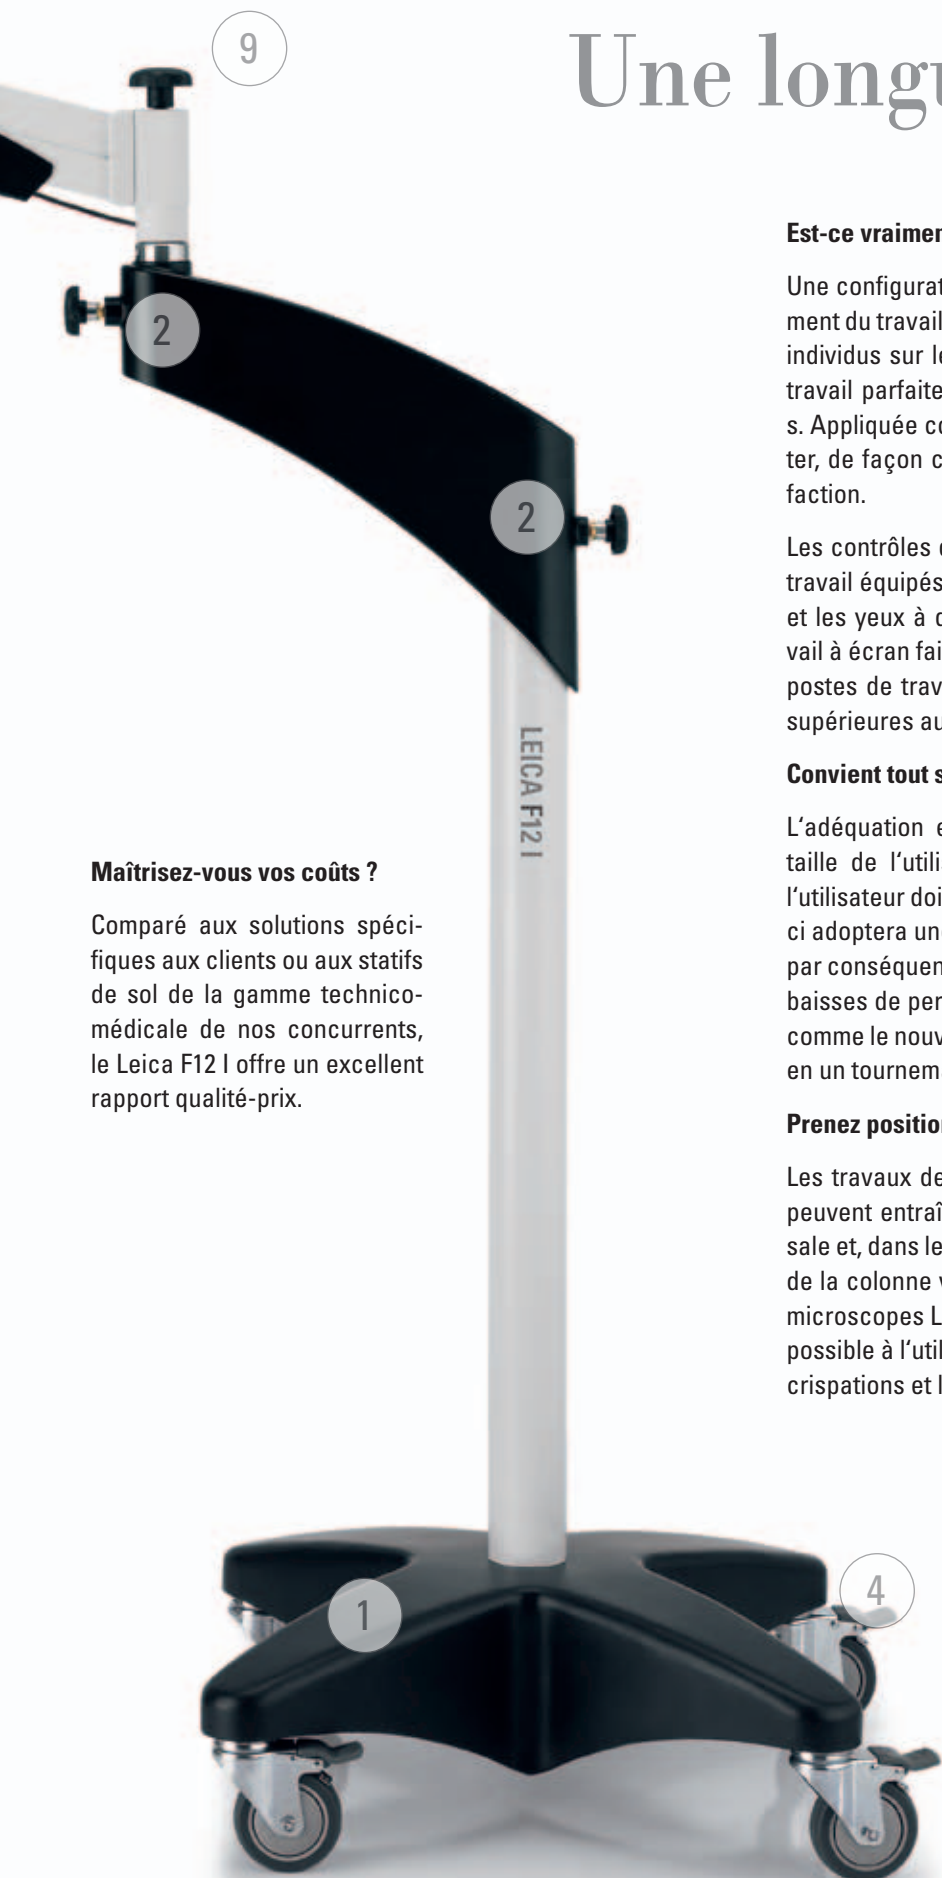 9
Une long
2
2
LEICA F12 I
Maîtrisez-vous vos coûts ?
Comparé aux solutions spéci-
fiques aux clients ou aux statifs
de sol de la gamme technico-
médicale de nos concurrents,
le Leica F12 I offre un excellent
rapport qualité-prix.
1
4
Est-ce vraimen
Une configurat
ment du travail
individus sur le
travail parfaite
s. Appliquée co
ter, de façon c
faction.
Les contrôles
travail équipés
et les yeux à
vail à écran fai
postes de trav
supérieures au
Convient tout s
L‘adéquation e
taille de l‘utili
l‘utilisateur doi
ci adoptera un
par conséquen
baisses de per
comme le nouv
en un tournem
Prenez position
Les travaux de
peuvent entraî
sale et, dans le
de la colonne v
microscopes L
possible à l‘util
crispations et l